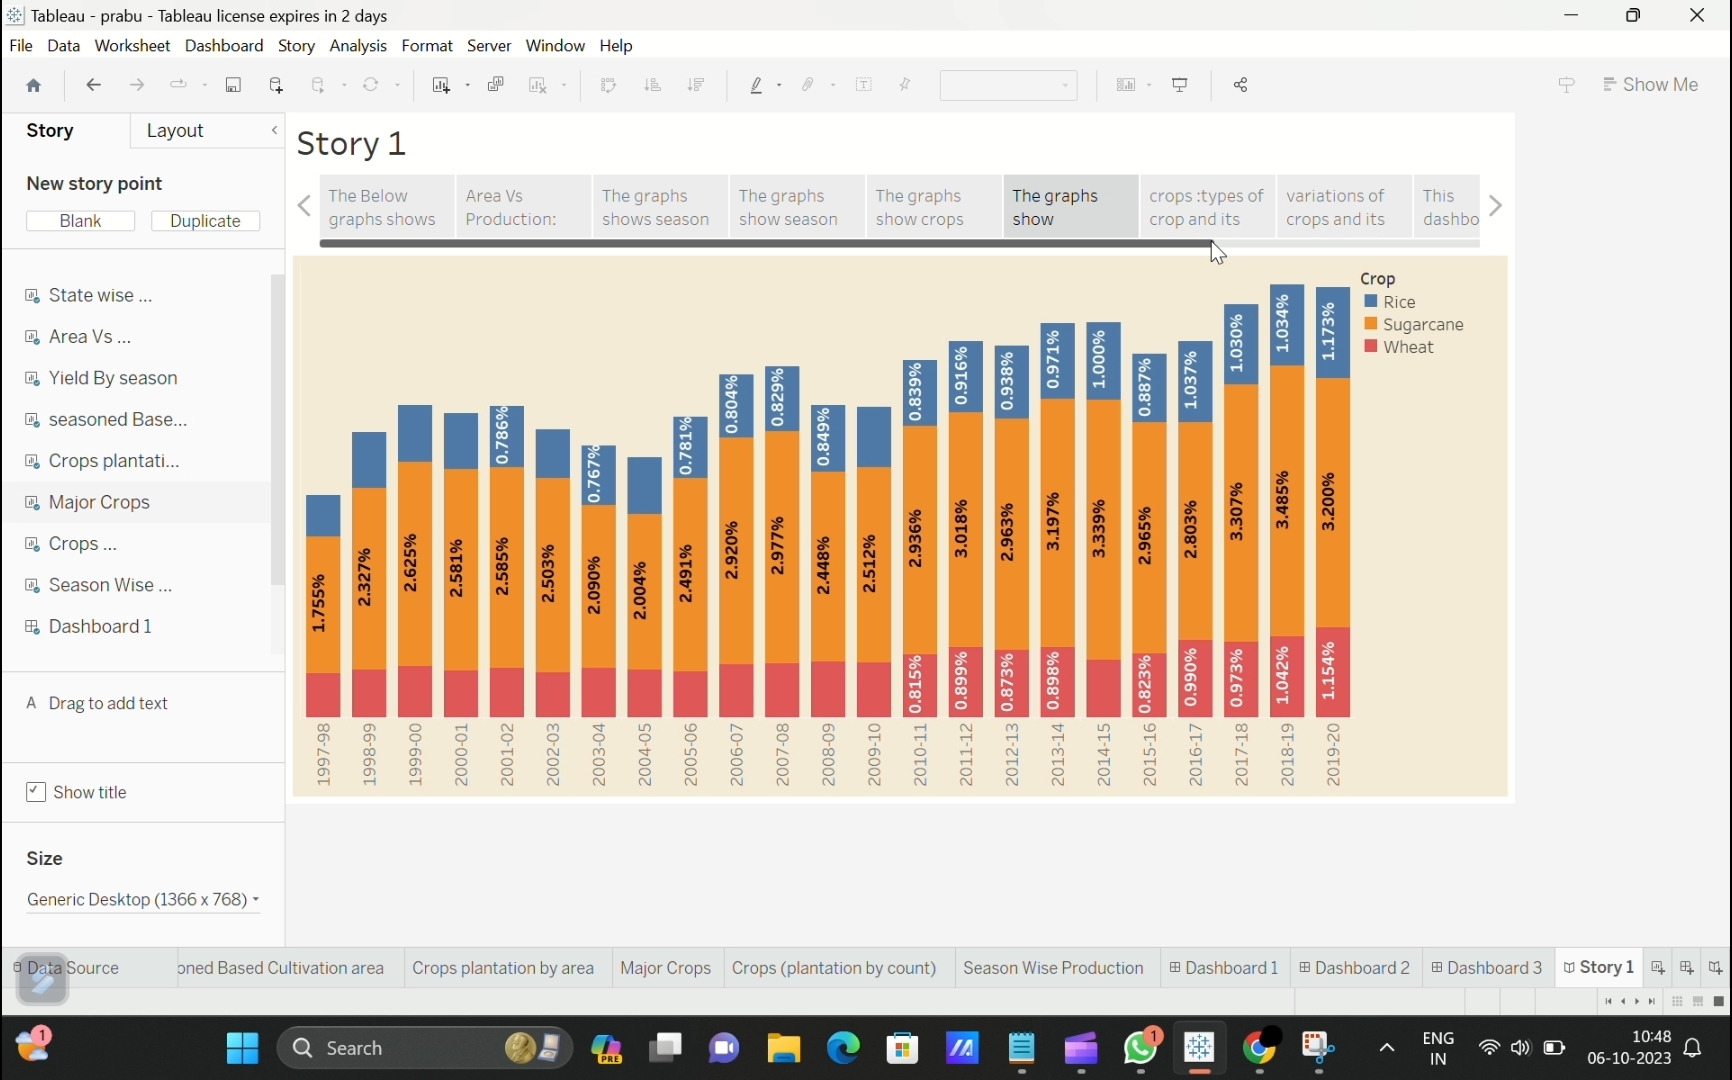 Tableau - prabu - Tableau license expires in 2 days
File Data Worksheet Dashboard Story Analysis Format Server Window Help
Show Me
Story Layout
New story point
Blank Duplicate
State wise ...
Area Vs ...
Yield By season
seasoned Base...
Crops plantati...
Major Crops
Crops ...
Season Wise ...
Dashboard 1
A Drag to add text
Show title
Size
Generic Desktop (1366 x 768)
Story 1
The Below
graphs shows
Area Vs
Production:
The graphs
shows season
The graphs
show season
The graphs
show crops
The graphs
show
crops :types of
crop and its
variations of
crops and its
This
dashbo
Crop
Rice
Sugarcane
Wheat
0.786%
0.767%
0.781%
0.804%
0.829%
0.849%
0.839%
0.916%
0.938%
0.971%
1.000%
0.887%
1.037%
1.030%
1.034%
1.173%
1.755%
2.327%
2.625%
2.581%
2.585%
2.503%
2.090%
2.004%
2.491%
2.920%
2.977%
2.448%
2.512%
2.936%
3.018%
2.963%
3.197%
3.339%
2.965%
2.803%
3.307%
3.485%
3.200%
0.815%
0.899%
0.873%
0.898%
0.823%
0.990%
0.973%
1.042%
1.154%
1997-98
1998-99
1999-00
2000-01
2001-02
2002-03
2003-04
2004-05
2005-06
2006-07
2007-08
2008-09
2009-10
2010-11
2011-12
2012-13
2013-14
2014-15
2015-16
2016-17
2017-18
2018-19
2019-20
Data Source oned Based Cultivation area Crops plantation by area Major Crops Crops (plantation by count) Season Wise Production Dashboard 1 Dashboard 2 Dashboard 3 Story 1
1
Search
PRE
1
ENG
IN
10:48
06-10-2023